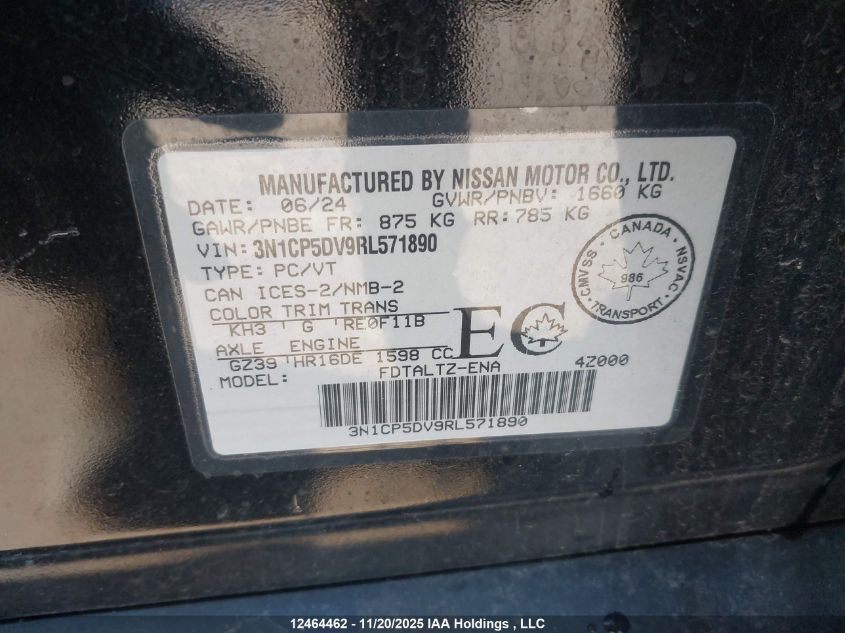 MANUFACTURED BY NISSAN MOTOR CO., LTD.
DATE: 06/24 GVWR/PNBV: 1660 KG
GAWR/PNBE FR: 875 KG RR: 785 KG
VIN: 3N1CP5DV9RL571890
TYPE: PC/VT
CAN ICES-2/NMB-2
COLOR TRIM TRANS
KH3 G RE0F11B
AXLE ENGINE
GZ39 HR16DE 1598 CC
EC
MODEL: FDTALTZ-ENA 4Z000
3N1CP5DV9RL571890
CANADA
CMVSS
986
NSVAC
TRANSPORT
12464462 - 11/20/2025 IAA Holdings , LLC